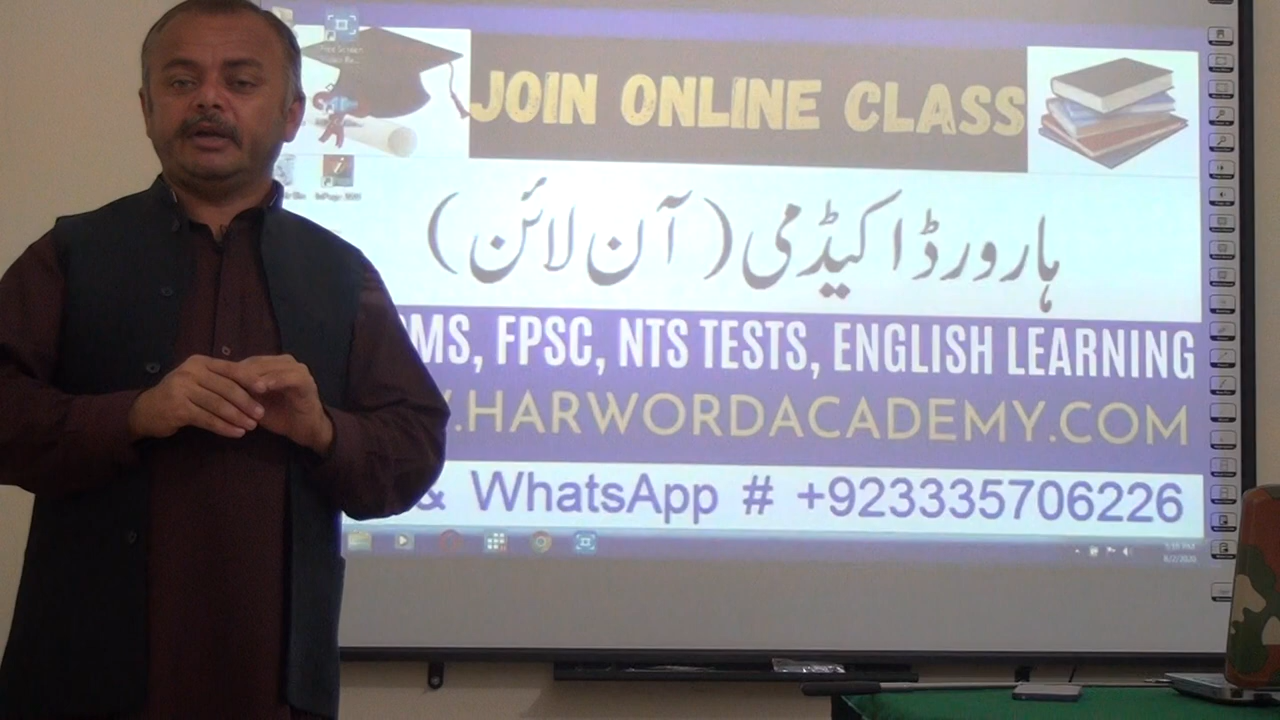 JOIN ONLINE CLASS
ہارورڈ اکیڈمی (آن لائن)
MS, FPSC, NTS TESTS, ENGLISH LEARNING
.HARWORDACADEMY.COM
& WhatsApp # +923335706226